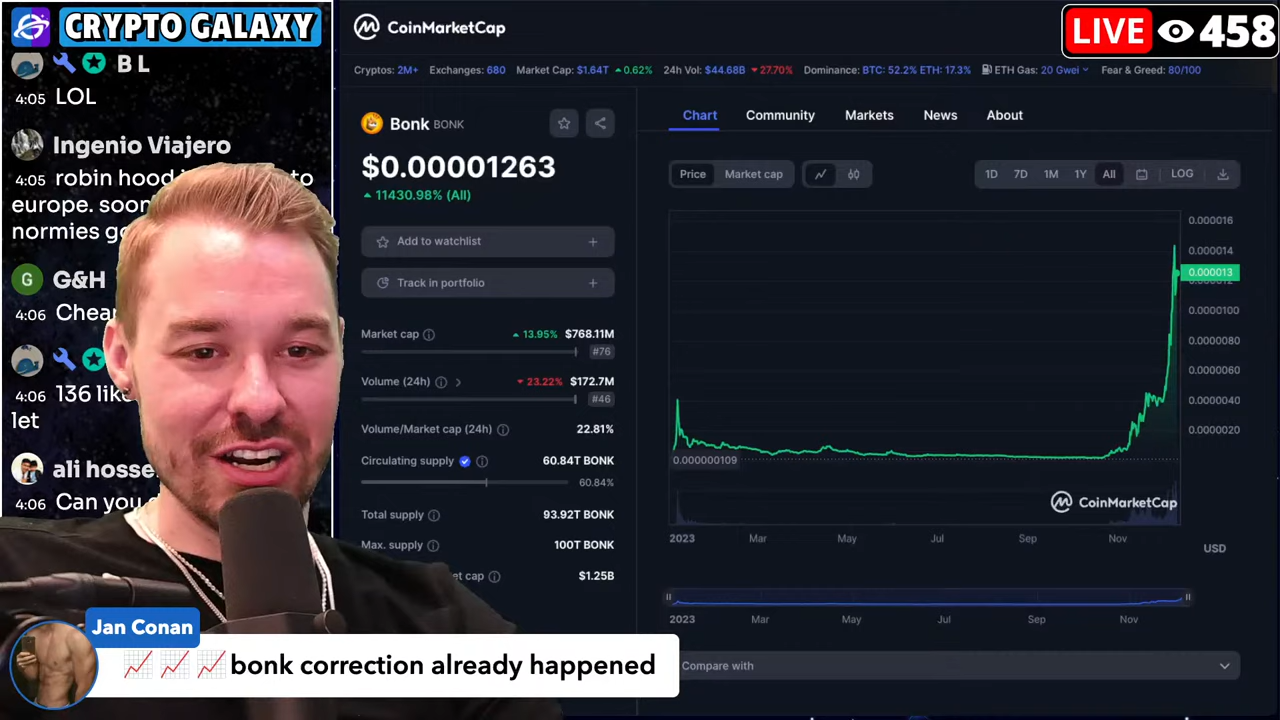 CRYPTO GALAXY
B L
4:05 LOL
Ingenio Viajero
4:05 robin hood to
europe. soon
normies
G&H
4:06
4:06 136
let
ali
4:06 Can you
CoinMarketCap
LIVE 458
Cryptos: 2M+ Exchanges: 680 Market Cap: $1.64T 0.62% 24h Vol: $44.68B 27.70% Dominance: BTC: 52.2% ETH: 17.3% ETH Gas: 20 Gwei Fear & Greed: 80/100
Bonk BONK
$0.00001263
11430.98% (All)
Add to watchlist +
Track in portfolio +
Market cap 13.95% $768.11M
#76
Volume (24h) 23.22% $172.7M
#46
Volume/Market cap (24h) 22.81%
Circulating supply 60.84T BONK
60.84%
Total supply 93.92T BONK
Max. supply 100T BONK
cap $1.25B
Chart Community Markets News About
Price Market cap 1D 7D 1M 1Y All LOG
0.000016
0.000014
0.000013
0.000012
0.0000100
0.0000080
0.0000060
0.0000040
0.0000020
0.000000109
CoinMarketCap
2023 Mar May Jul Sep Nov
USD
2023 Mar May Jul Sep Nov
Compare with
Jan Conan
📈 📈 📈 bonk correction already happened